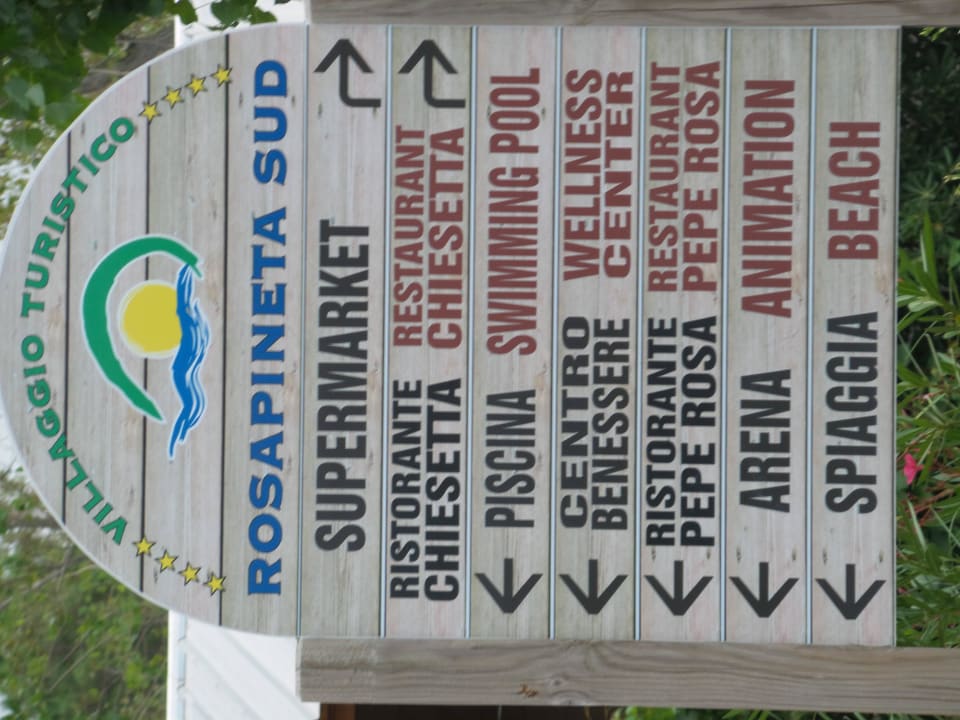 VILLAGGIO TURISTICO
ROSAPINETA SUD
SUPERMARKET
RISTORANTE RESTAURANT
CHIESETTA CHIESETTA
PISCINA SWIMMING POOL
CENTRO WELLNESS
BENESSERE CENTER
RISTORANTE RESTAURANT
PEPE ROSA PEPE ROSA
ARENA ANIMATION
SPIAGGIA BEACH